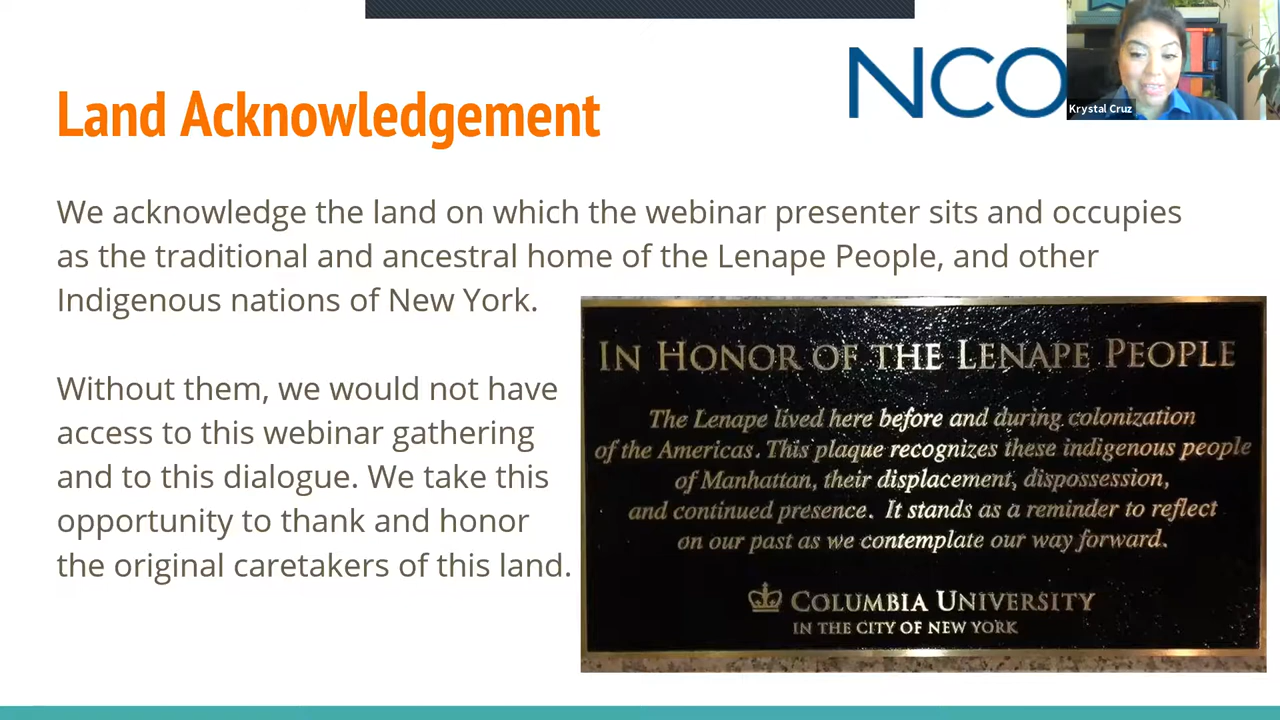 NCO
Krystal Cruz
Land Acknowledgement
We acknowledge the land on which the webinar presenter sits and occupies
as the traditional and ancestral home of the Lenape People, and other
Indigenous nations of New York.
Without them, we would not have
access to this webinar gathering
and to this dialogue. We take this
opportunity to thank and honor
the original caretakers of this land.
IN HONOR OF THE LENAPE PEOPLE
The Lenape lived here before and during colonization
of the Americas. This plaque recognizes these indigenous people
of Manhattan, their displacement, dispossession,
and continued presence. It stands as a reminder to reflect
on our past as we contemplate our way forward.
COLUMBIA UNIVERSITY
IN THE CITY OF NEW YORK